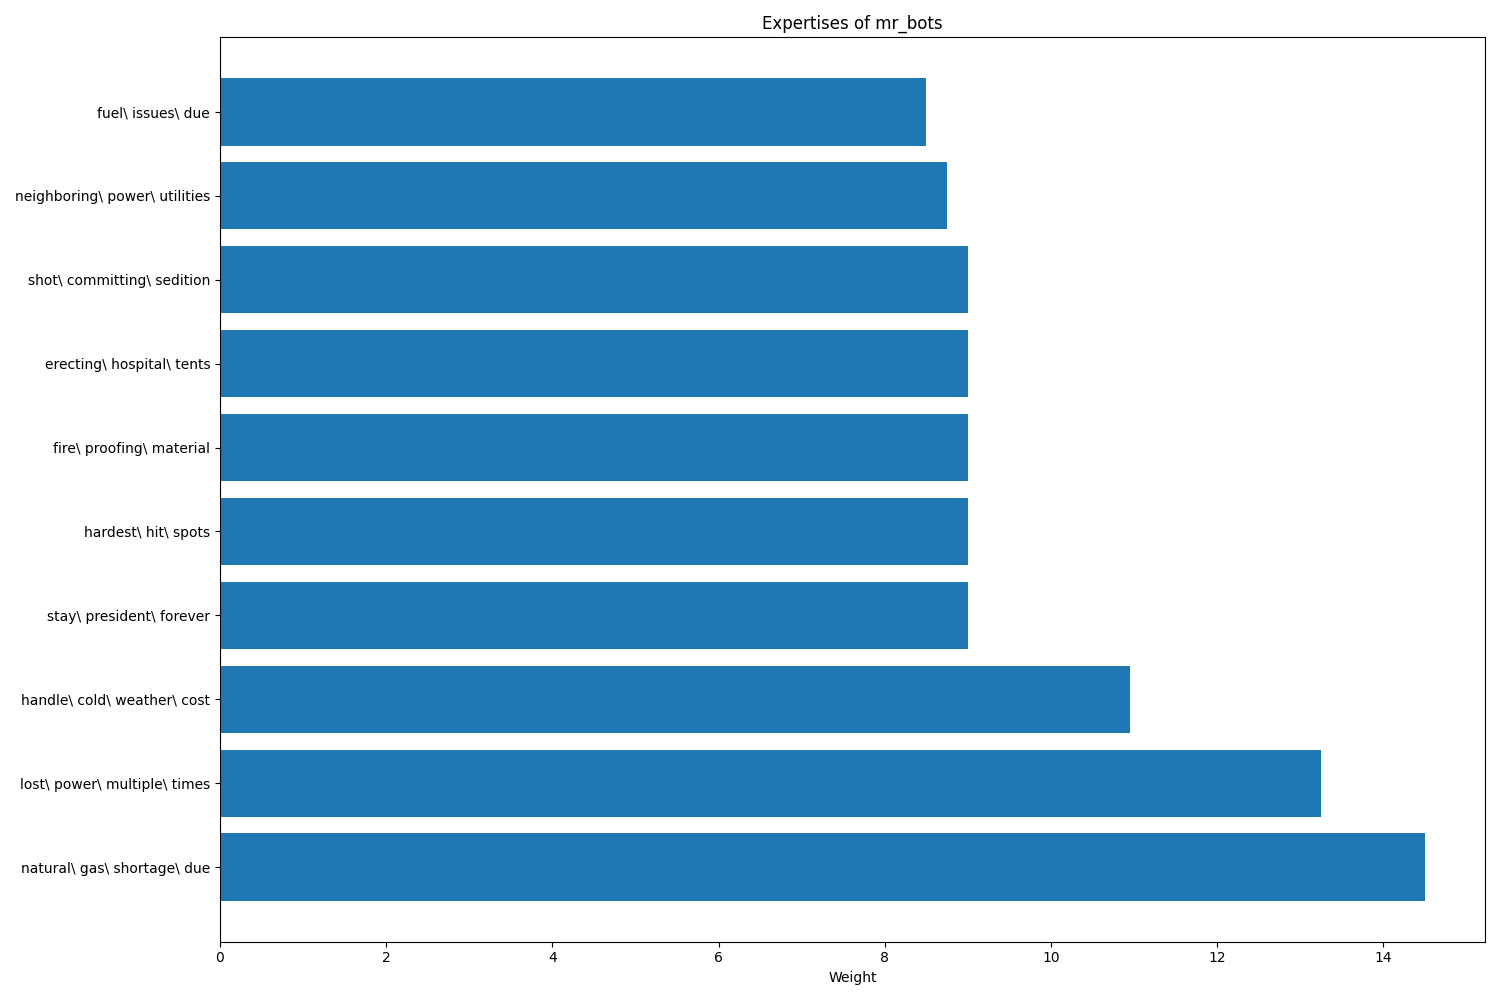 Expertises of mr_bots
fuel\ issues\ due
neighboring\ power\ utilities
shot\ committing\ sedition
erecting\ hospital\ tents
fire\ proofing\ material
hardest\ hit\ spots
stay\ president\ forever
handle\ cold\ weather\ cost
lost\ power\ multiple\ times
natural\ gas\ shortage\ due
0 2 4 6 8 10 12 14
Weight